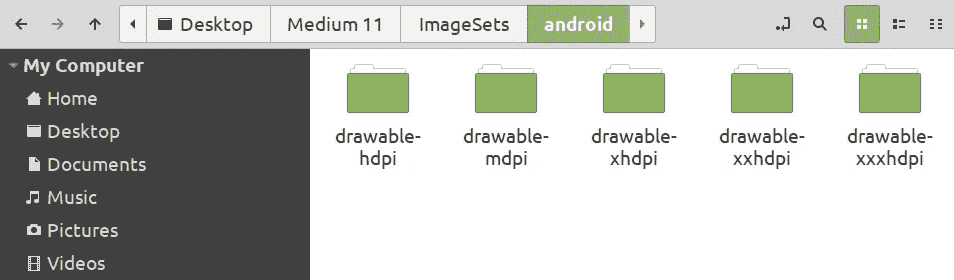 Desktop Medium 11 ImageSets android
My Computer
Home
Desktop
Documents
Music
Pictures
Videos
drawable-
hdpi
drawable-
mdpi
drawable-
xhdpi
drawable-
xxhdpi
drawable-
xxxhdpi